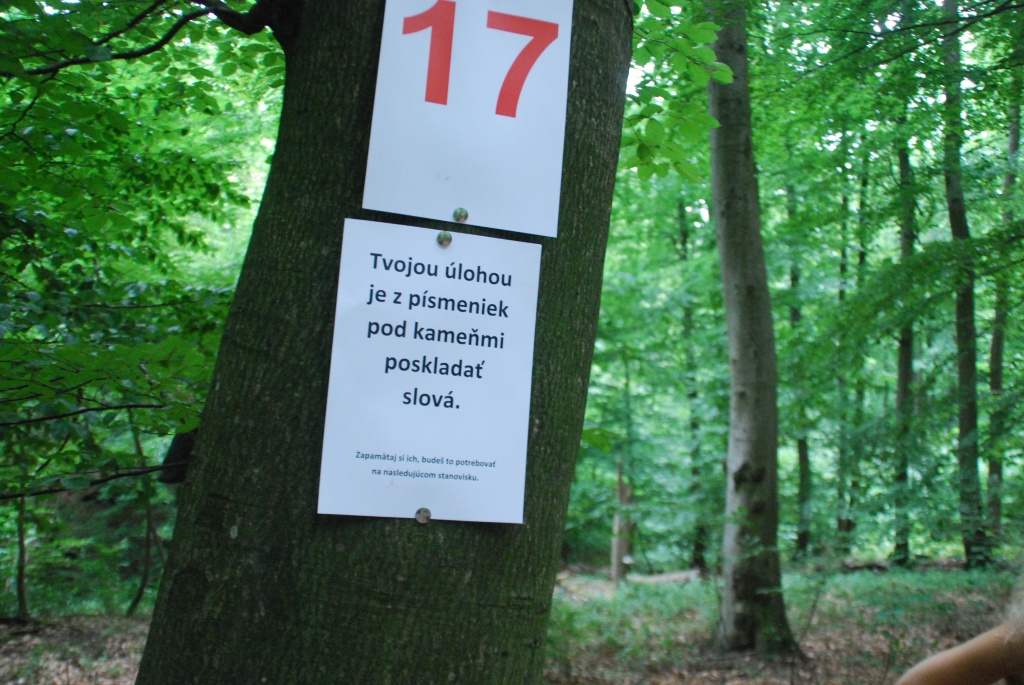 17
Tvojou úlohou
je z písmeniek
pod kameňmi
poskladať
slová.
Zapamätaj si ich, budeš to potrebovať
na nasledujúcom stanovisku.